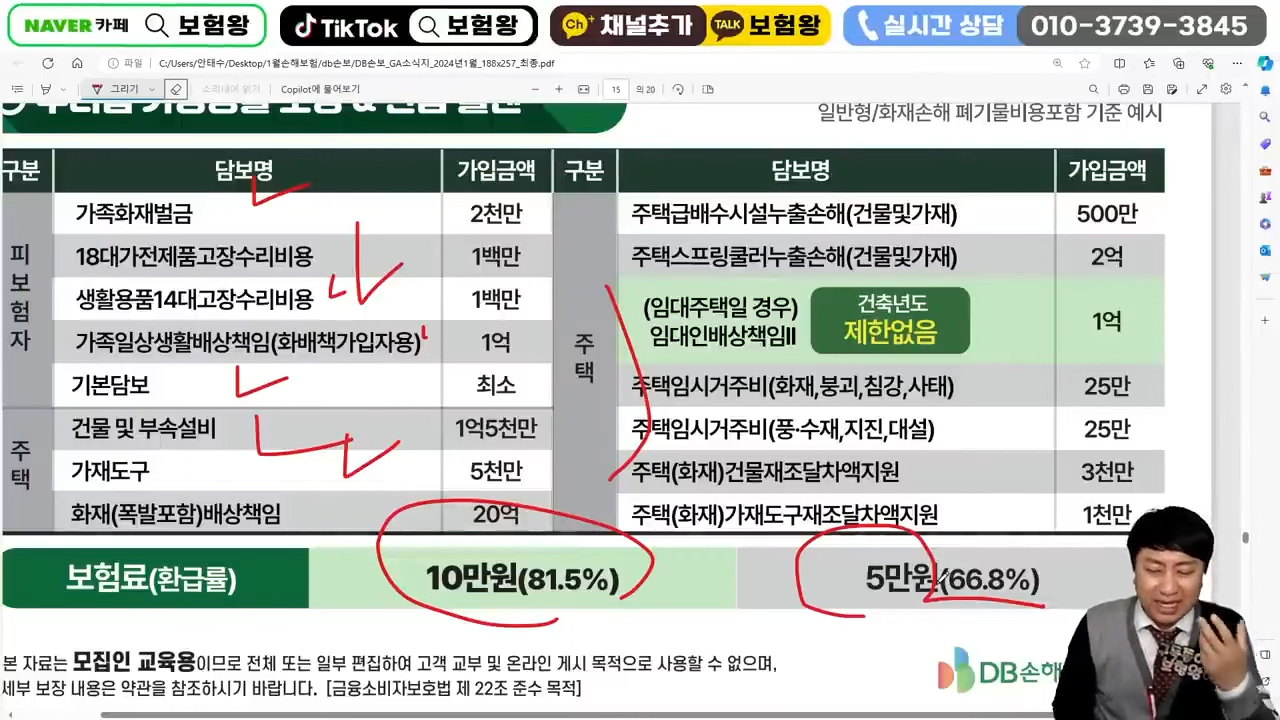 NAVER 카페 보험왕 TikTok 보험왕 Ch+ 채널추가 TALK 보험왕 실시간 상담 010-3739-3845
파일 C:/Users/안태수/Desktop/1월손해보험/db손보/DB손보_GA소식지_2024년1월_188x257_최종.pdf
그리기 소리내어 읽기 Copilot에 물어보기 15 의 20
일반형/화재손해 폐기물비용포함 기준 예시
구분 담보명 가입금액 구분 담보명 가입금액
피보험자 가족화재벌금 2천만 주택 주택급배수시설누출손해(건물및가재) 500만
18대가전제품고장수리비용 1백만 주택스프링쿨러누출손해(건물및가재) 2억
생활용품14대고장수리비용 1백만 (임대주택일 경우) 임대인배상책임II 건축년도 제한없음 1억
가족일상생활배상책임(화배책가입자용) 1억
기본담보 최소 주택임시거주비(화재,붕괴,침강,사태) 25만
주택 건물 및 부속설비 1억5천만 주택임시거주비(풍·수재,지진,대설) 25만
가재도구 5천만 주택(화재)건물재조달차액지원 3천만
화재(폭발포함)배상책임 20억 주택(화재)가재도구재조달차액지원 1천만
보험료(환급률) 10만원(81.5%) 5만원(66.8%)
본 자료는 모집인 교육용이므로 전체 또는 일부 편집하여 고객 교부 및 온라인 게시 목적으로 사용할 수 없으며,
세부 보장 내용은 약관을 참조하시기 바랍니다. [금융소비자보호법 제 22조 준수 목적]
DB손해